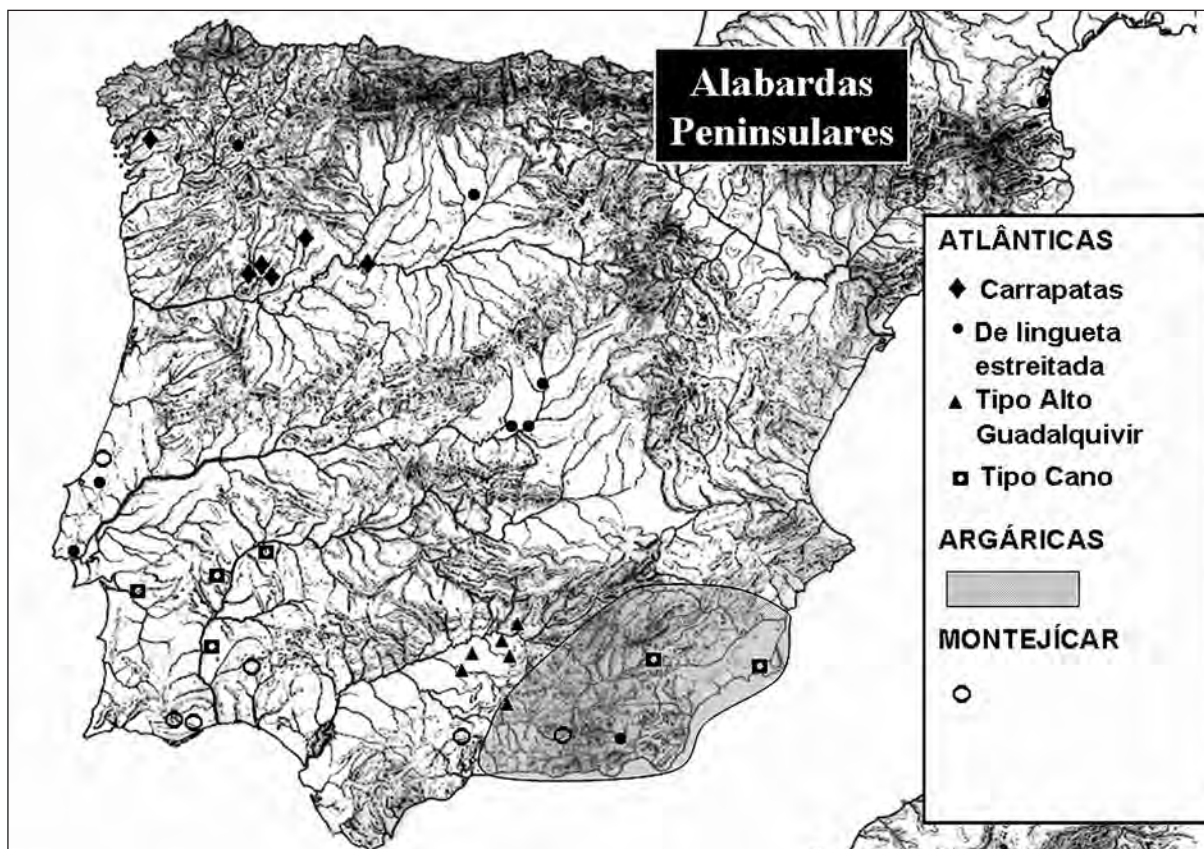 Alabardas
Peninsulares
ATLÂNTICAS
Carrapatas
De lingueta
estreitada
Tipo Alto
Guadalquivir
Tipo Cano
ARGÁRICAS
MONTEJÍCAR